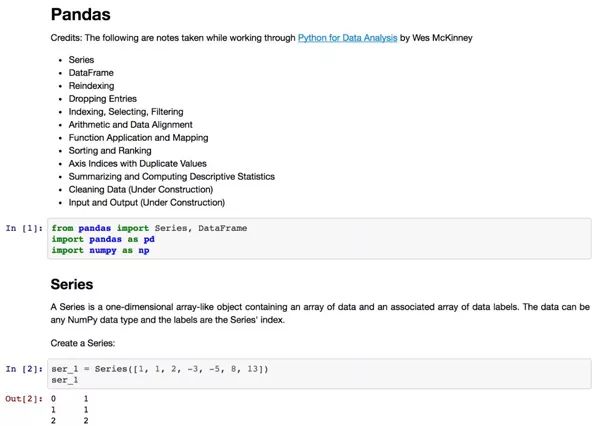 Pandas
Credits: The following are notes taken while working through Python for Data Analysis by Wes McKinney
• Series
• DataFrame
• Reindexing
• Dropping Entries
• Indexing, Selecting, Filtering
• Arithmetic and Data Alignment
• Function Application and Mapping
• Sorting and Ranking
• Axis Indices with Duplicate Values
• Summarizing and Computing Descriptive Statistics
• Cleaning Data (Under Construction)
• Input and Output (Under Construction)
In [1]: from pandas import Series, DataFrame
import pandas as pd
import numpy as np
Series
A Series is a one-dimensional array-like object containing an array of data and an associated array of data labels. The data can be
any NumPy data type and the labels are the Series' index.
Create a Series:
In [2]: ser_1 = Series([1, 1, 2, -3, -5, 8, 13])
ser_1
Out[2]: 0 1
1 1
2 2